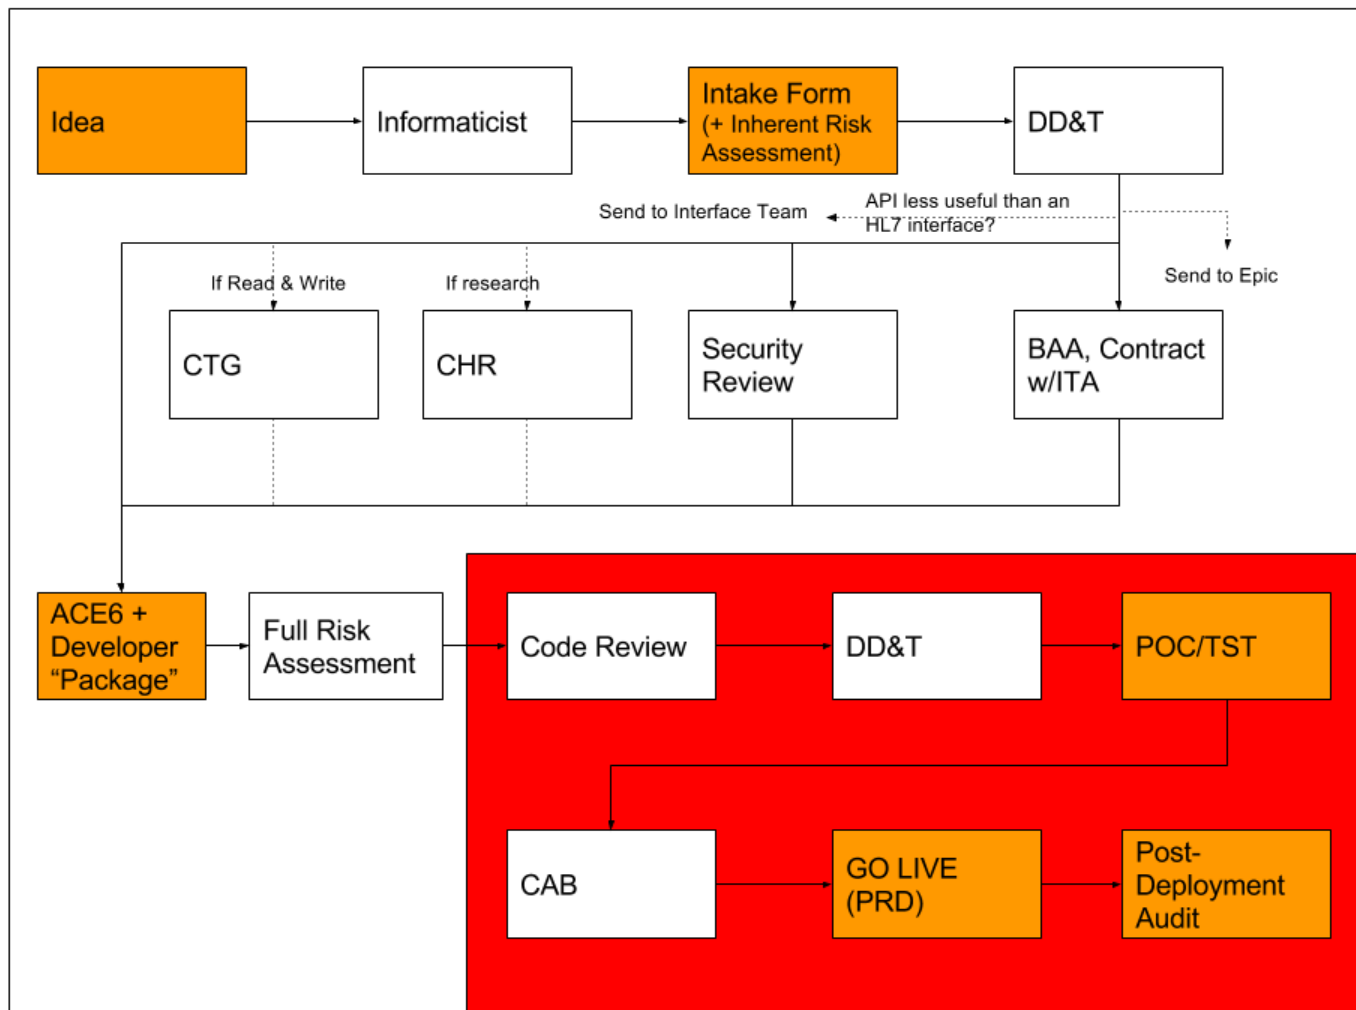 Idea
Informaticist
Intake Form
(+ Inherent Risk
Assessment)
DD&T
Send to Interface Team
API less useful than an
HL7 interface?
Send to Epic
If Read & Write
If research
CTG
CHR
Security
Review
BAA, Contract
w/ITA
ACE6 +
Developer
“Package”
Full Risk
Assessment
Code Review
DD&T
POC/TST
CAB
GO LIVE
(PRD)
Post-
Deployment
Audit